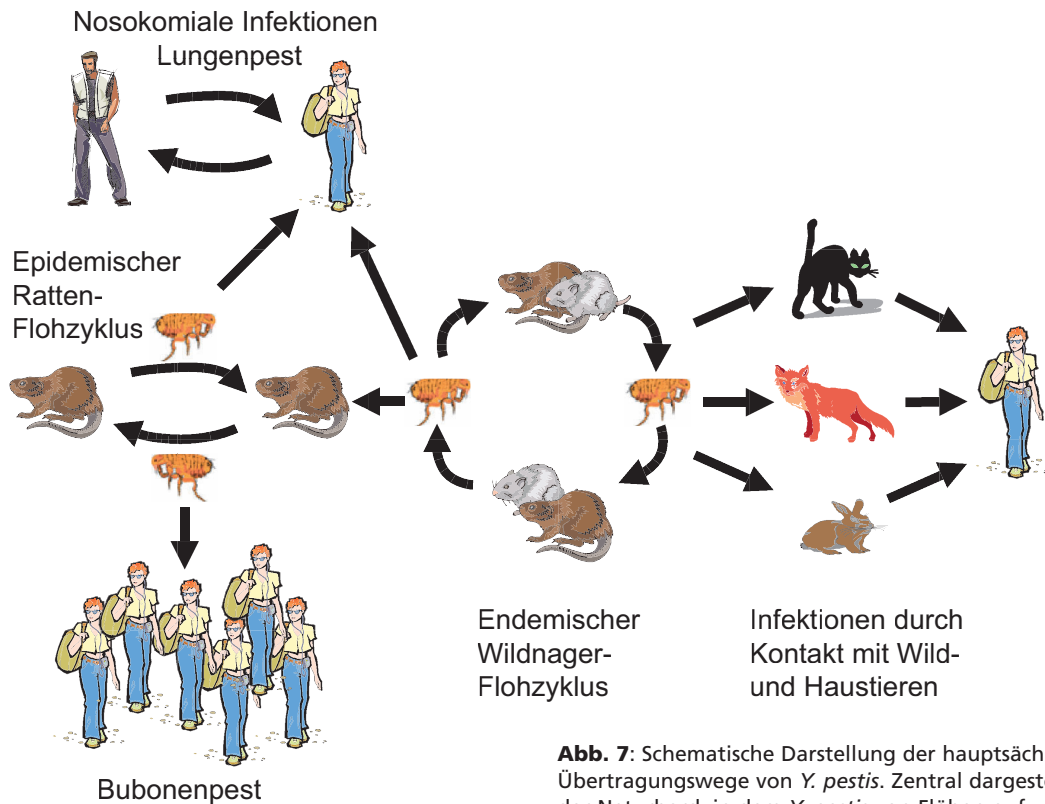 Nosokomiale Infektionen
Lungenpest
Epidemischer
Ratten-
Flohzyklus
Endemischer
Wildnager-
Flohzyklus
Infektionen durch
Kontakt mit Wild-
und Haustieren
Bubonenpest
Abb. 7: Schematische Darstellung der hauptsäch
Übertragungswege von Y. pestis. Zentral dargest